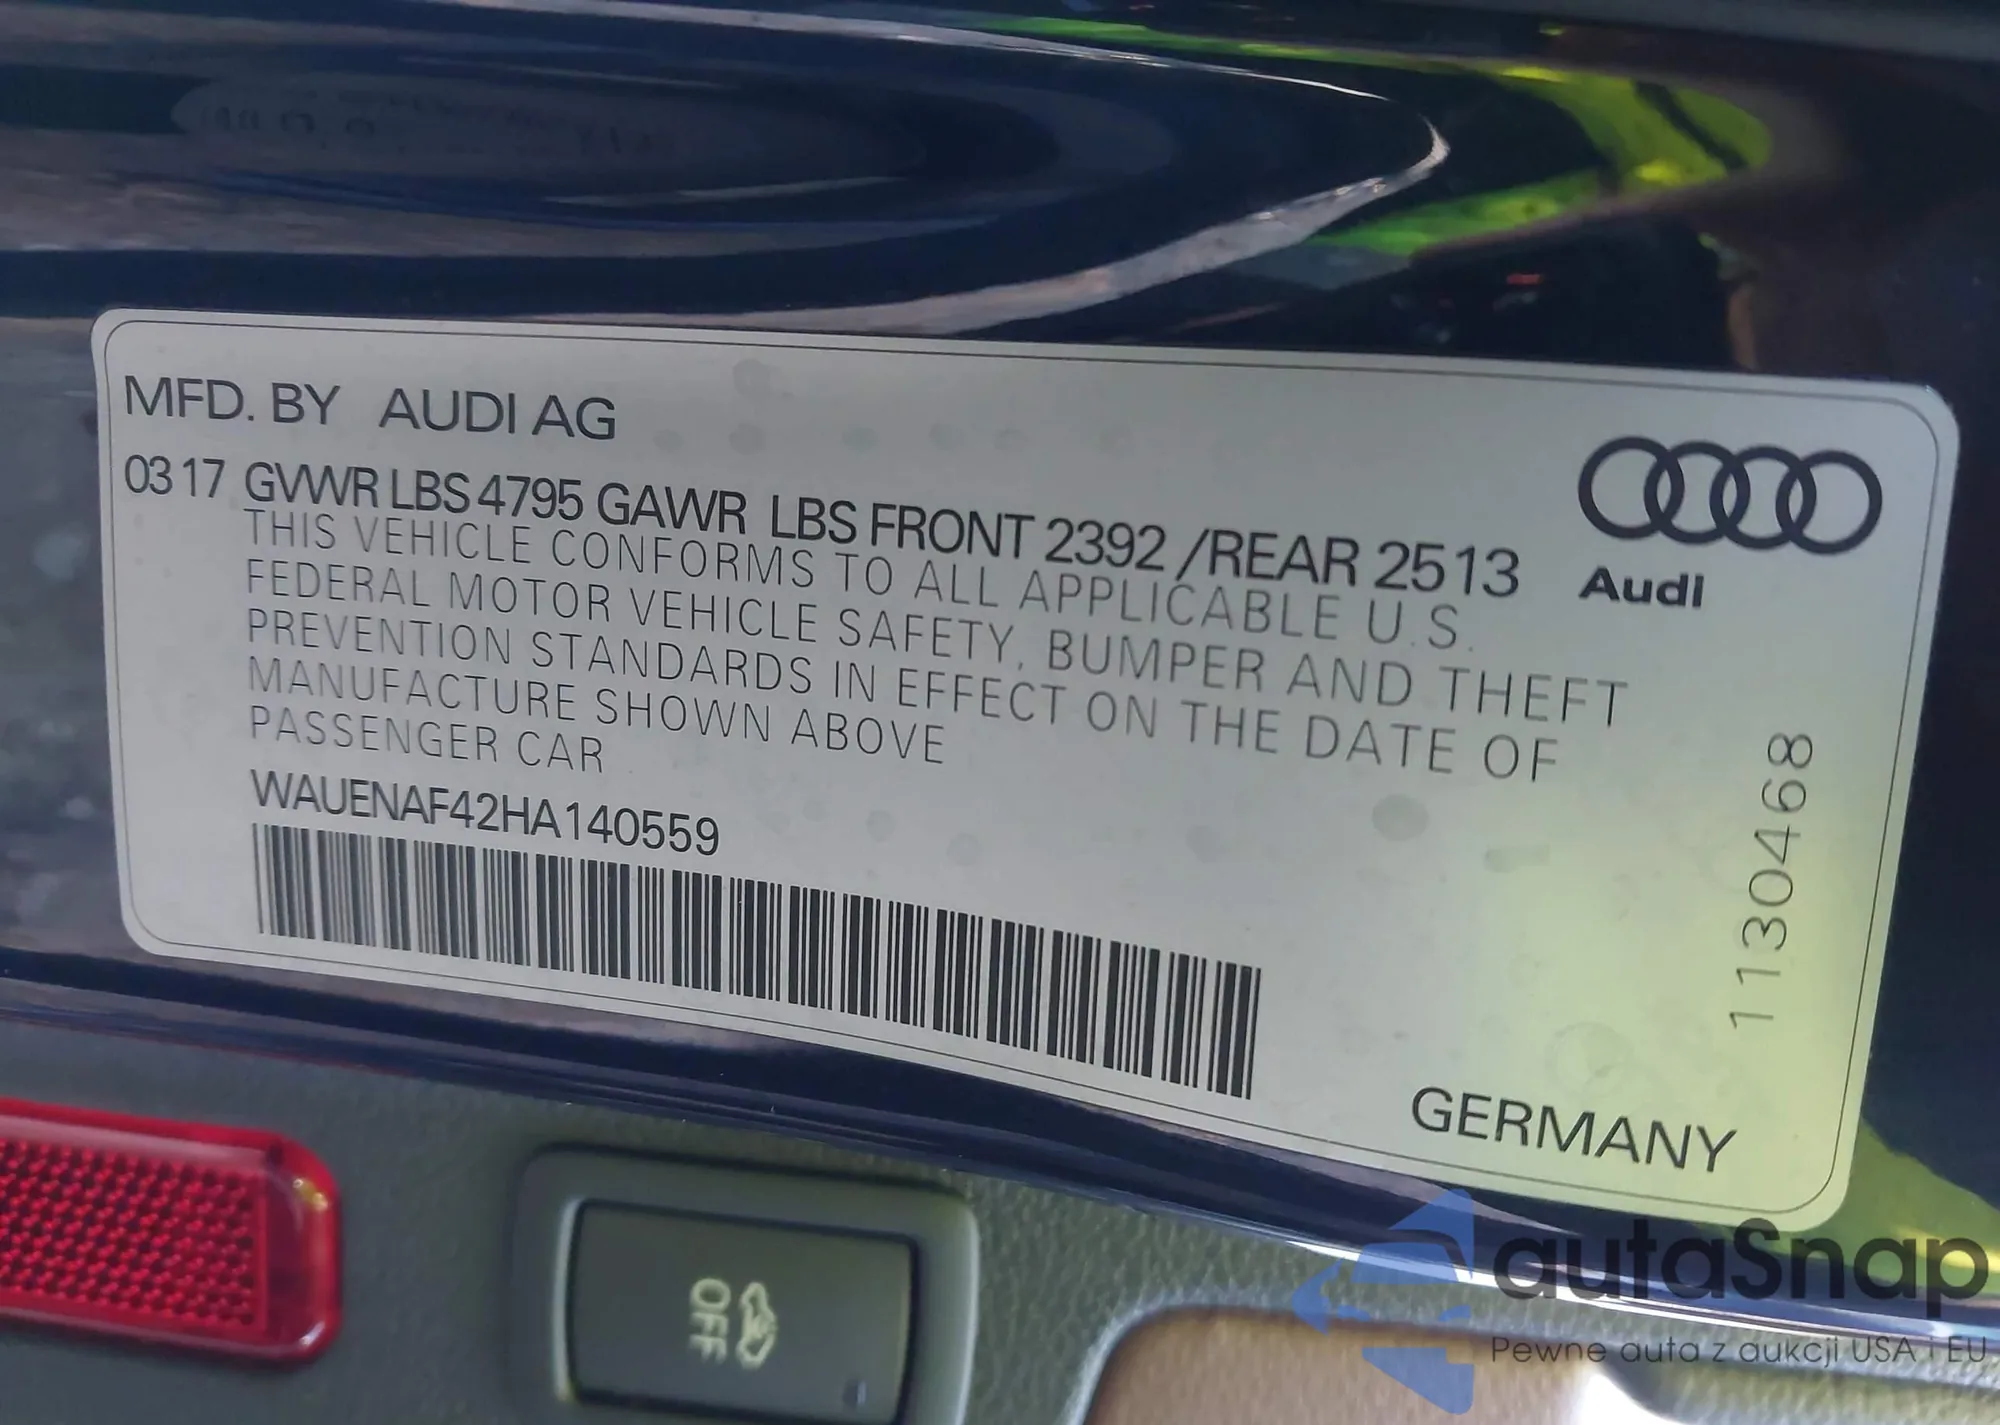 MFD. BY AUDI AG
03 17 GVWR LBS 4795 GAWR LBS FRONT 2392 /REAR 2513
THIS VEHICLE CONFORMS TO ALL APPLICABLE U.S.
FEDERAL MOTOR VEHICLE SAFETY, BUMPER AND THEFT
PREVENTION STANDARDS IN EFFECT ON THE DATE OF
MANUFACTURE SHOWN ABOVE
PASSENGER CAR
WAUENAF42HA140559
Audi
1130468
GERMANY
OFF
autaSnap
Pewne auta z aukcji USA i EU